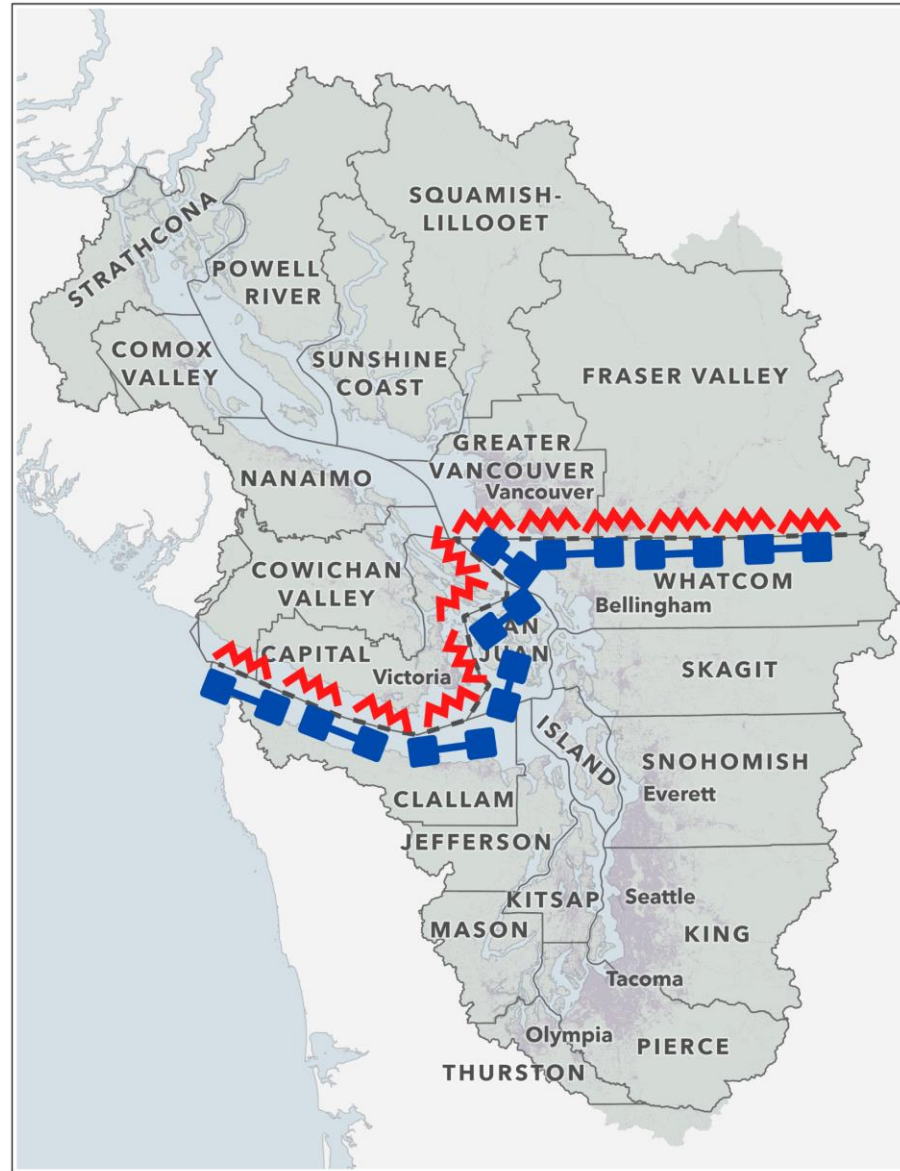 SQUAMISH-
LILLOOET
STRATHCONA
POWELL
RIVER
COMOX
VALLEY
SUNSHINE
COAST
FRASER VALLEY
GREATER
VANCOUVER
Vancouver
NANAIMO
COWICHAN
VALLEY
WHATCOM
Bellingham
CAPITAL
Victoria
JUAN
SKAGIT
ISLAND
SNOHOMISH
Everett
CLALLAM
JEFFERSON
KITSAP
Seattle
MASON
KING
Tacoma
Olympia
PIERCE
THURSTON